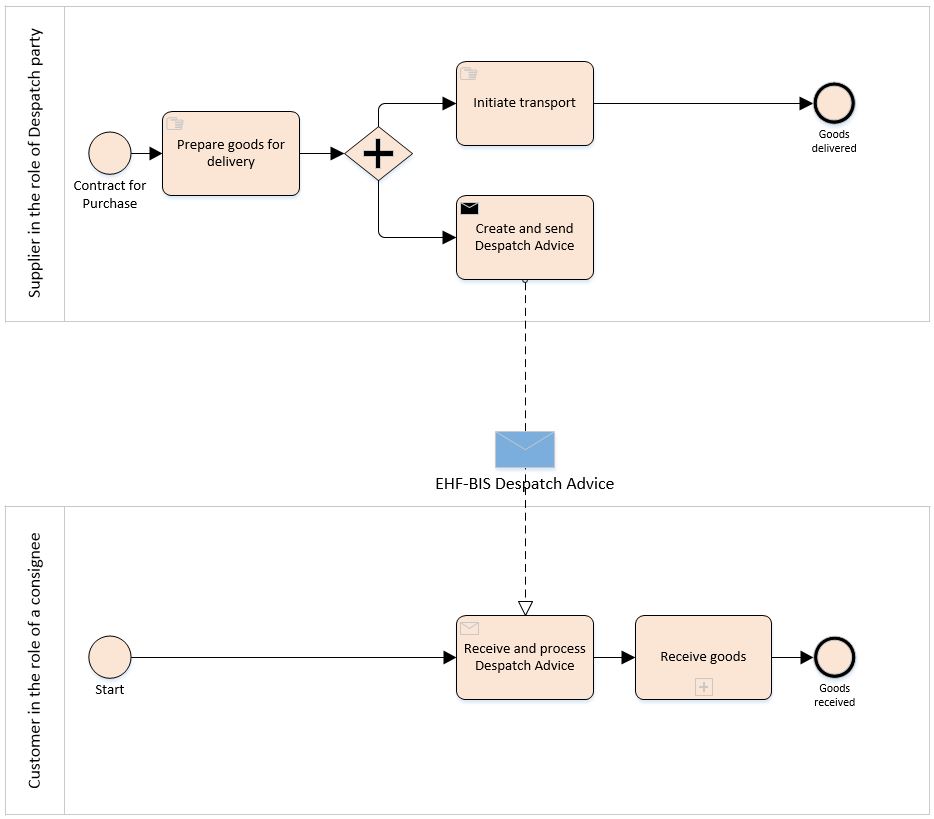 Supplier in the role of Despatch party
Initiate transport
Goods
delivered
Prepare goods for
delivery
Contract for
Purchase
Create and send
Despatch Advice
EHF-BIS Despatch Advice
Customer in the role of a consignee
Start
Receive and process
Despatch Advice
Receive goods
Goods
received